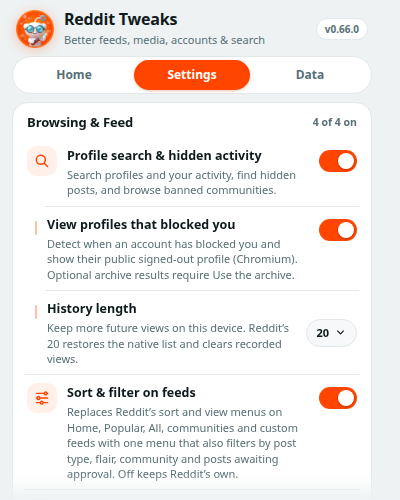 Reddit Tweaks
Better feeds, media, accounts & search
v0.66.0
Home
Settings
Data
Browsing & Feed
4 of 4 on
Profile search & hidden activity
Search profiles and your activity, find hidden
posts, and browse banned communities.
View profiles that blocked you
Detect when an account has blocked you and
show their public signed-out profile (Chromium).
Optional archive results require Use the archive.
History length
Keep more future views on this device. Reddit’s
20 restores the native list and clears recorded
views.
20
Sort & filter on feeds
Replaces Reddit’s sort and view menus on
Home, Popular, All, communities and custom
feeds with one menu that also filters by post
type, flair, community and posts awaiting
approval. Off keeps Reddit’s own.